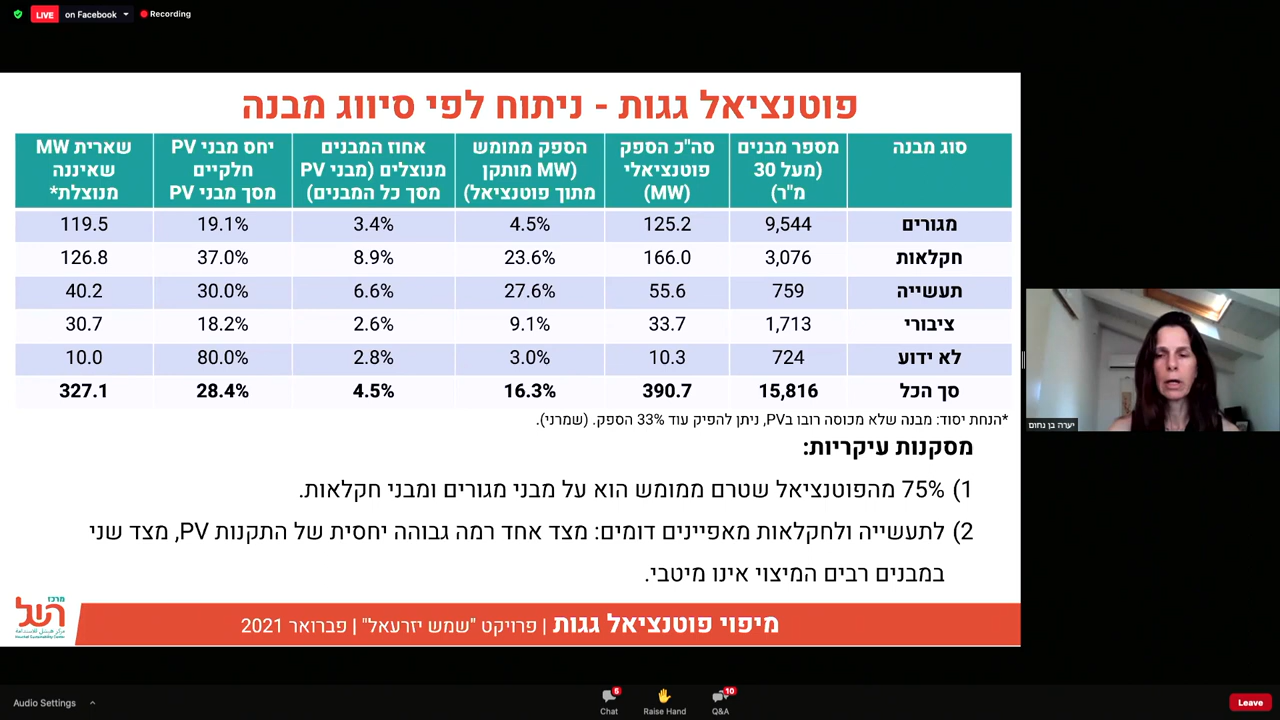 LIVE on Facebook Recording
פוטנציאל גגות - ניתוח לפי סיווג מבנה
סוג מבנה
מספר מבנים
(מעל 30
מ"ר)
סה"כ הספק
פוטנציאלי
(MW)
הספק ממומש
(MW מותקן
מתוך פוטנציאל)
אחוז המבנים
מנוצלים (מבני PV
מסך כל המבנים)
יחס מבני PV
חלקיים
מסך מבני PV
שארית MW
שאיננה
מנוצלת*
מגורים 9,544 125.2 4.5% 3.4% 19.1% 119.5
חקלאות 3,076 166.0 23.6% 8.9% 37.0% 126.8
תעשייה 759 55.6 27.6% 6.6% 30.0% 40.2
ציבורי 1,713 33.7 9.1% 2.6% 18.2% 30.7
לא ידוע 724 10.3 3.0% 2.8% 80.0% 10.0
סך הכל 15,816 390.7 16.3% 4.5% 28.4% 327.1
*הנחת יסוד: מבנה שלא מכוסה רובו בPV, ניתן להפיק עוד 33% הספק. (שמרני).
מסקנות עיקריות:
1) 75% מהפוטנציאל שטרם ממומש הוא על מבני מגורים ומבני חקלאות.
2) לתעשייה ולחקלאות מאפיינים דומים: מצד אחד רמה גבוהה יחסית של התקנות PV, מצד שני
במבנים רבים המיצוי אינו מיטבי.
מיפוי פוטנציאל גגות | פרויקט "שמש יזרעאל" | פברואר 2021
מרכז
השל
יערה בן נחום
Audio Settings
5
Chat
Raise Hand
10
Q&A
Leave